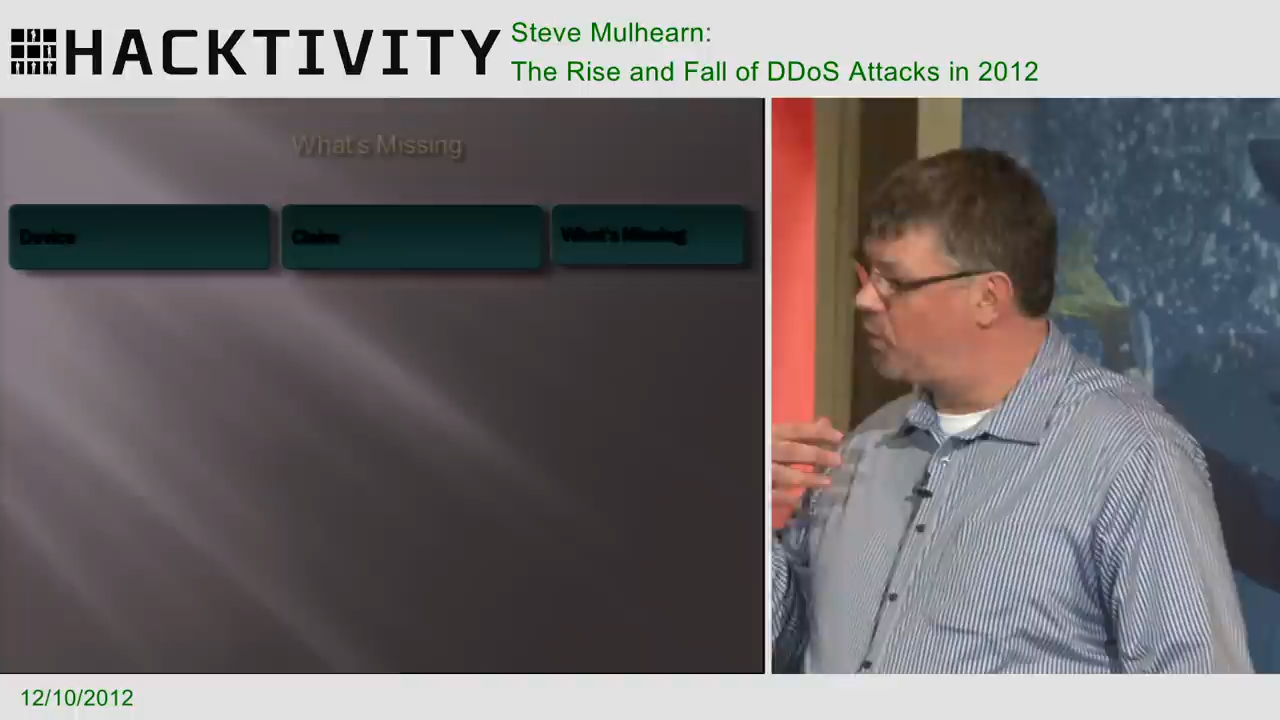 HACKTIVITY
Steve Mulhearn:
The Rise and Fall of DDoS Attacks in 2012
What's Missing
Device
Claim
What's Missing
12/10/2012